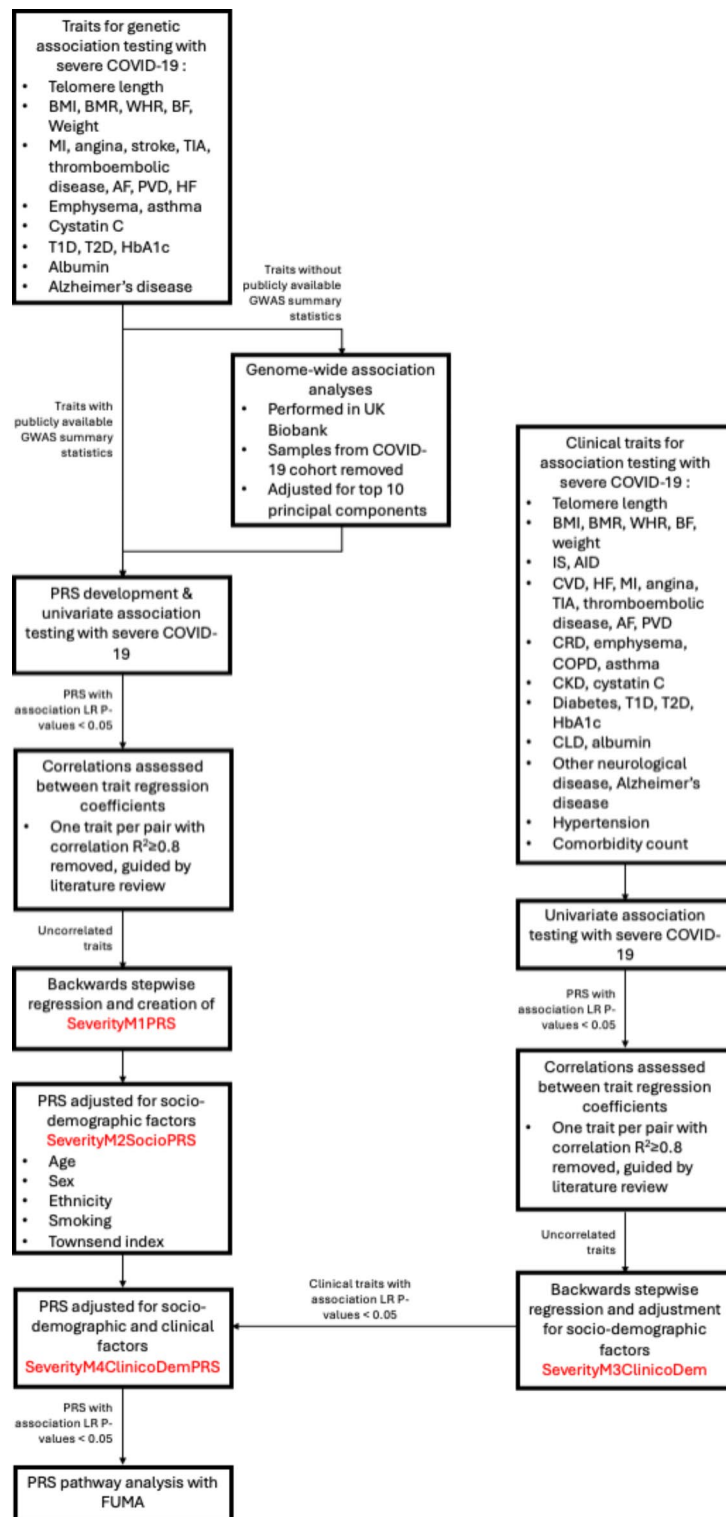 Traits for genetic
association testing with
severe COVID-19 :
• Telomere length
• BMI, BMR, WHR, BF,
Weight
• MI, angina, stroke, TIA,
thromboembolic
disease, AF, PVD, HF
• Emphysema, asthma
• Cystatin C
• T1D, T2D, HbA1c
• Albumin
• Alzheimer's disease
Traits without
publicly available
GWAS summary
statistics
Traits with
publicly available
GWAS summary
statistics
Genome-wide association
analyses
• Performed in UK
Biobank
• Samples from COVID-
19 cohort removed
• Adjusted for top 10
principal components
PRS development &
univariate association
testing with severe COVID-
19
PRS with
association LR P-
values < 0.05
Correlations assessed
between trait regression
coefficients
• One trait per pair with
correlation R²≥0.8
removed, guided by
literature review
Uncorrelated
traits
Backwards stepwise
regression and creation of
SeverityM1PRS
PRS adjusted for socio-
demographic factors
SeverityM2SocioPRS
• Age
• Sex
• Ethnicity
• Smoking
• Townsend index
Clinical traits for
association testing with
severe COVID-19 :
• Telomere length
• BMI, BMR, WHR, BF,
weight
• IS, AID
• CVD, HF, MI, angina,
TIA, thromboembolic
disease, AF, PVD
• CRD, emphysema,
COPD, asthma
• CKD, cystatin C
• Diabetes, T1D, T2D,
HbA1c
• CLD, albumin
• Other neurological
disease, Alzheimer's
disease
• Hypertension
• Comorbidity count
Univariate association
testing with severe COVID-
19
PRS with
association LR P-
values < 0.05
Correlations assessed
between trait regression
coefficients
• One trait per pair with
correlation R²≥0.8
removed, guided by
literature review
Uncorrelated
traits
Backwards stepwise
regression and adjustment
for socio-demographic
factors
SeverityM3ClinicoDem
Clinical traits with
association LR P-
values < 0.05
PRS adjusted for socio-
demographic and clinical
factors
SeverityM4ClinicoDemPRS
PRS with
association LR P-
values < 0.05
PRS pathway analysis with
FUMA